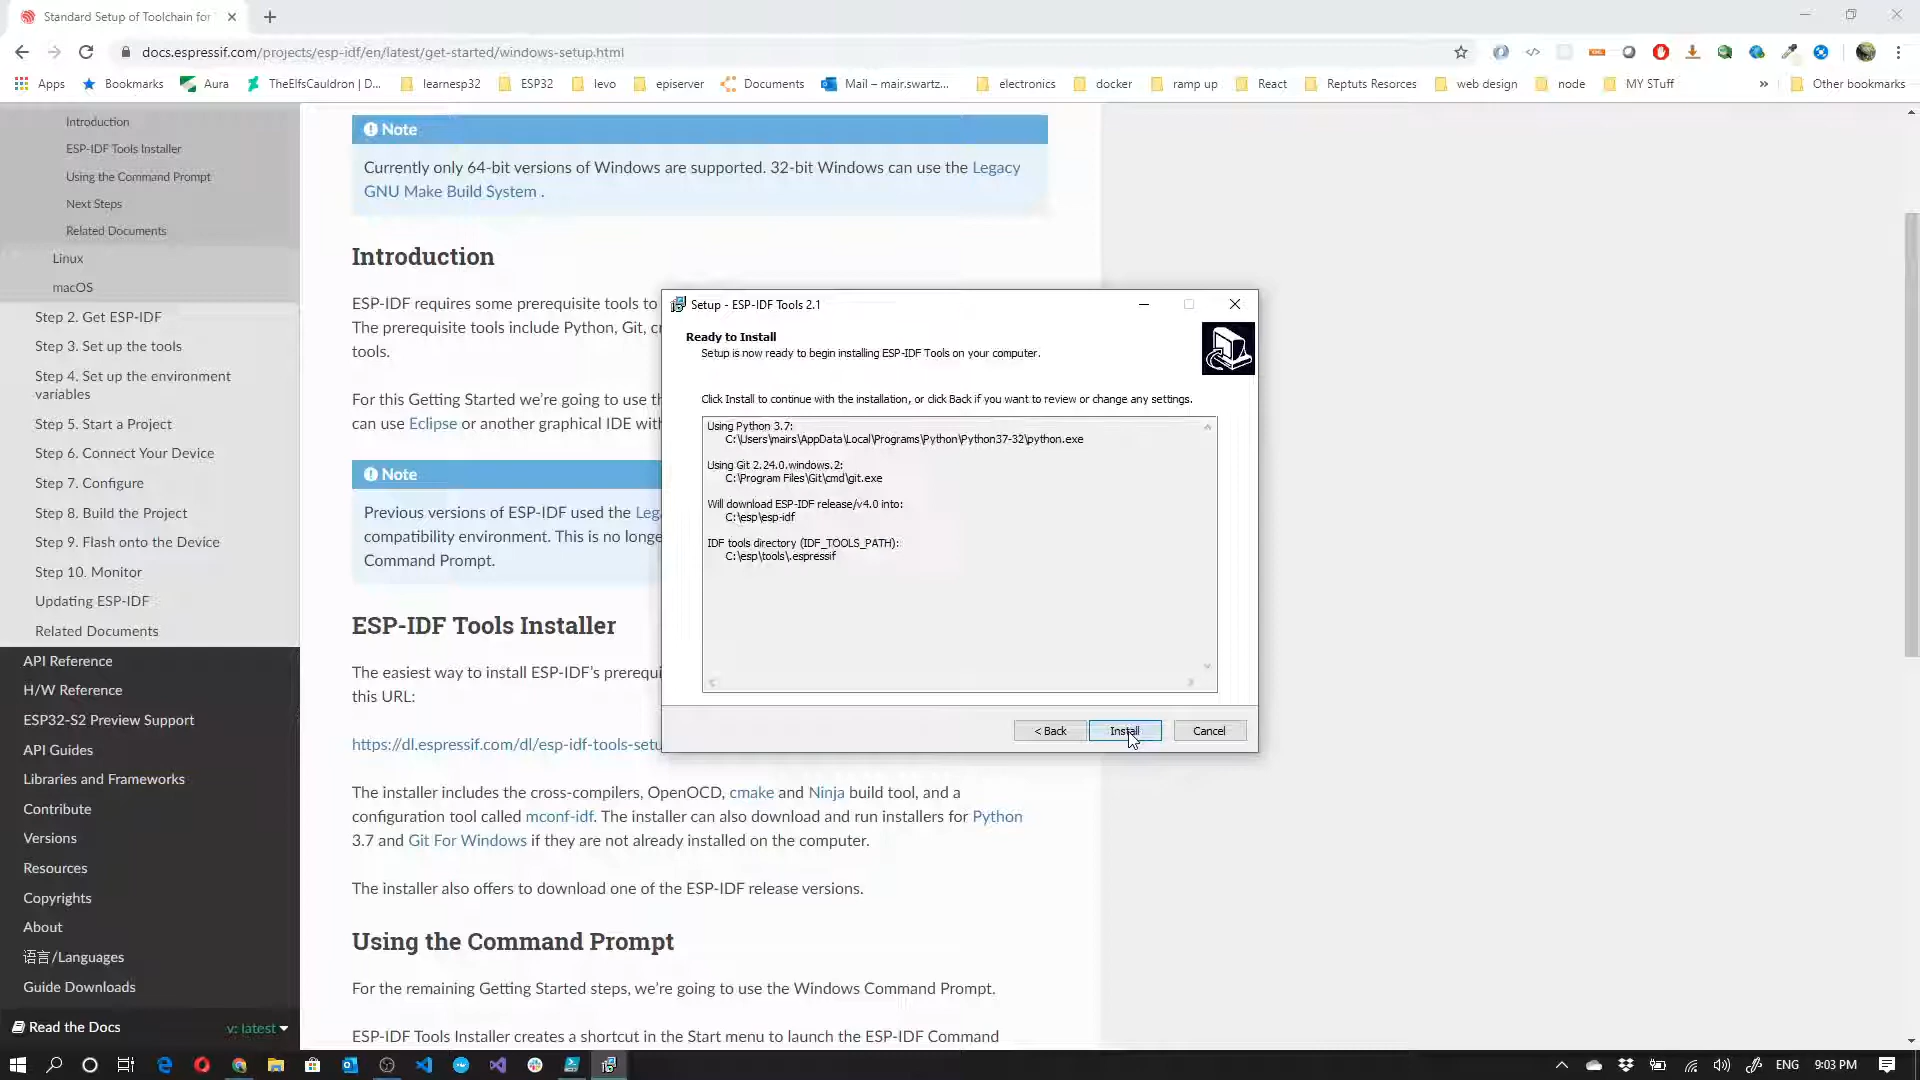 Standard Setup of Toolchain for
docs.espressif.com/projects/esp-idf/en/latest/get-started/windows-setup.html
Apps
Bookmarks
Aura
TheElfsCauldron | D...
learnesp32
ESP32
levo
episerver
Documents
Mail – mair.swartz...
electronics
docker
ramp up
React
Reptuts Resorces
web design
node
MY STuff
»
Other bookmarks
Introduction
ESP-IDF Tools Installer
Using the Command Prompt
Next Steps
Related Documents
Linux
macOS
Step 2. Get ESP-IDF
Step 3. Set up the tools
Step 4. Set up the environment
variables
Step 5. Start a Project
Step 6. Connect Your Device
Step 7. Configure
Step 8. Build the Project
Step 9. Flash onto the Device
Step 10. Monitor
Updating ESP-IDF
Related Documents
API Reference
H/W Reference
ESP32-S2 Preview Support
API Guides
Libraries and Frameworks
Contribute
Versions
Resources
Copyrights
About
语言/Languages
Guide Downloads
Read the Docs
v: latest
Note
Currently only 64-bit versions of Windows are supported. 32-bit Windows can use the Legacy
GNU Make Build System .
Introduction
ESP-IDF requires some prerequisite tools to
The prerequisite tools include Python, Git, cr
tools.
For this Getting Started we're going to use th
can use Eclipse or another graphical IDE with
Note
Previous versions of ESP-IDF used the Lega
compatibility environment. This is no longe
Command Prompt.
ESP-IDF Tools Installer
The easiest way to install ESP-IDF's prerequi
this URL:
https://dl.espressif.com/dl/esp-idf-tools-setu
The installer includes the cross-compilers, OpenOCD, cmake and Ninja build tool, and a
configuration tool called mconf-idf. The installer can also download and run installers for Python
3.7 and Git For Windows if they are not already installed on the computer.
The installer also offers to download one of the ESP-IDF release versions.
Using the Command Prompt
For the remaining Getting Started steps, we're going to use the Windows Command Prompt.
ESP-IDF Tools Installer creates a shortcut in the Start menu to launch the ESP-IDF Command
Setup - ESP-IDF Tools 2.1
Ready to Install
Setup is now ready to begin installing ESP-IDF Tools on your computer.
Click Install to continue with the installation, or click Back if you want to review or change any settings.
Using Python 3.7:
C:\Users\mairs\AppData\Local\Programs\Python\Python37-32\python.exe
Using Git 2.24.0.windows.2:
C:\Program Files\Git\cmd\git.exe
Will download ESP-IDF release/v4.0 into:
C:\esp\esp-idf
IDF tools directory (IDF_TOOLS_PATH):
C:\esp\tools\.espressif
< Back
Install
Cancel
ENG
9:03 PM